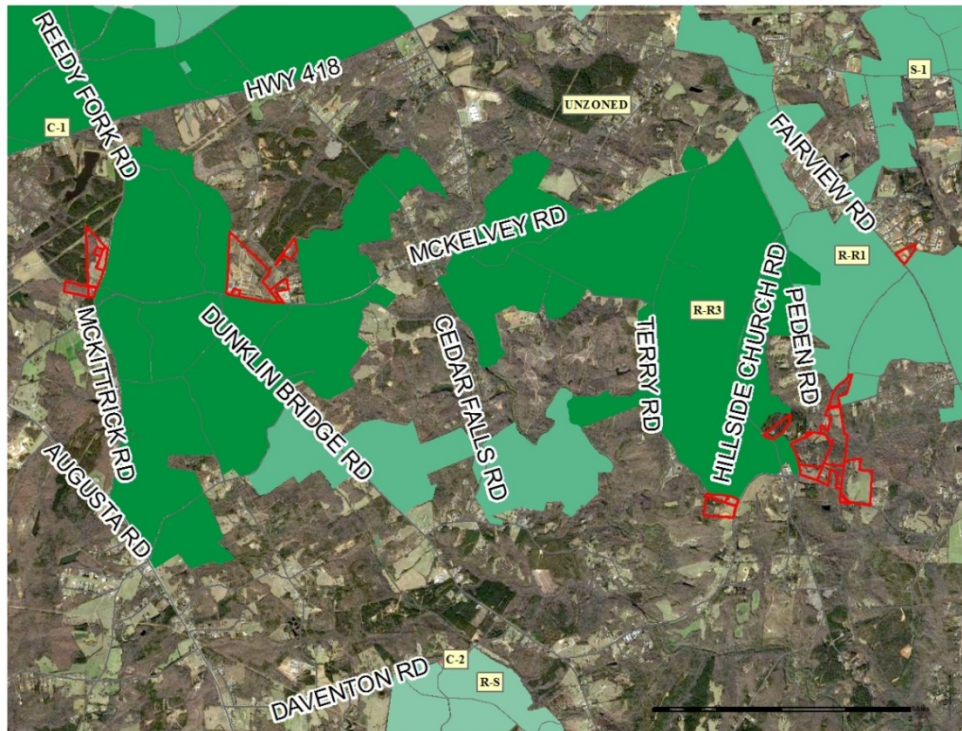 REEDY FORK RD
HWY 418
S-1
UNZONED
C-1
FAIRVIEW RD
MCKELVEY RD
R-R1
HILLSIDE CHURCH RD
PEDEN RD
R-R3
MCKITTRICK RD
DUNKLIN BRIDGE RD
CEDAR FALLS RD
TERRY RD
AUGUSTA RD
C-2
DAVENTON RD
R-S